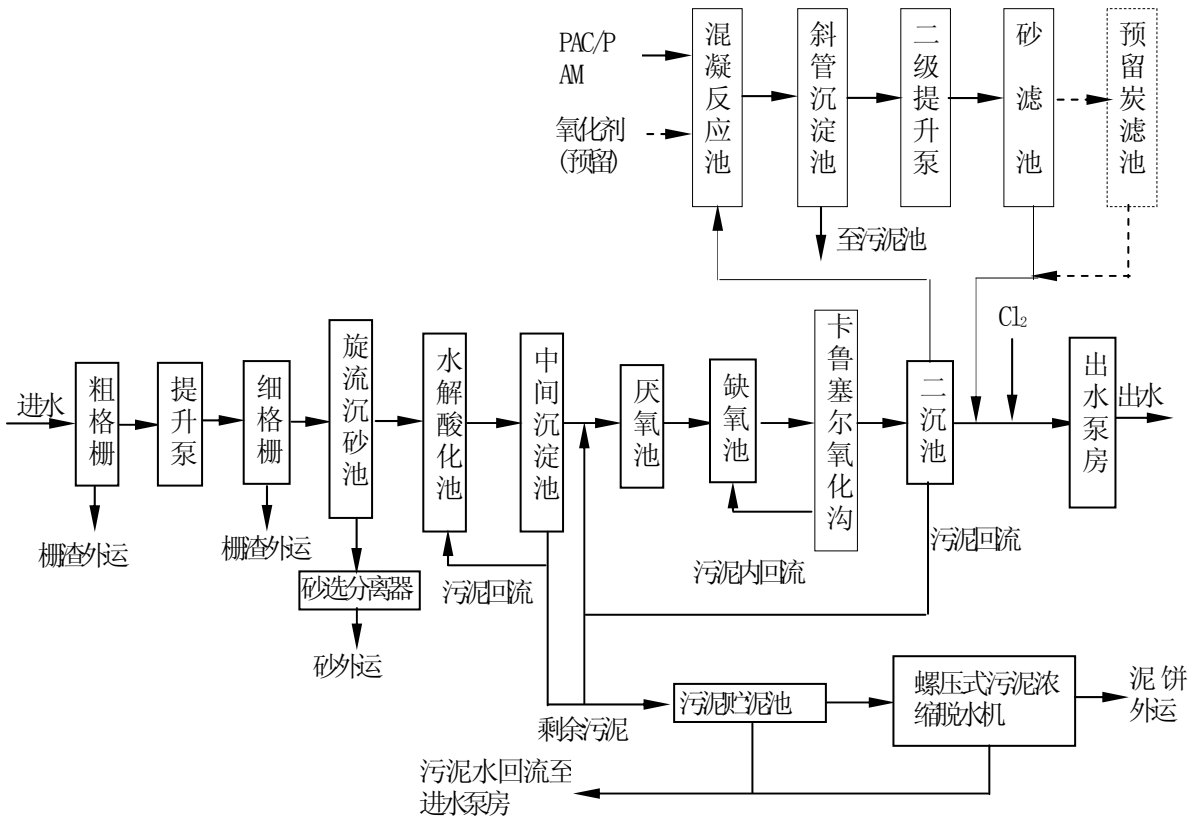 PAC/P
AM
氧化剂
(预留)
混凝反应池
斜管沉淀池
二级提升泵
砂滤池
预留炭滤池
至污泥池
Cl₂
进水
粗格栅
提升泵
细格栅
旋流沉砂池
水解酸化池
中间沉淀池
厌氧池
缺氧池
卡鲁塞尔氧化沟
二沉池
出水泵房
出水
栅渣外运
栅渣外运
砂选分离器
砂外运
污泥回流
污泥内回流
污泥回流
剩余污泥
污泥贮泥池
螺压式污泥浓
缩脱水机
泥饼
外运
污泥水回流至
进水泵房